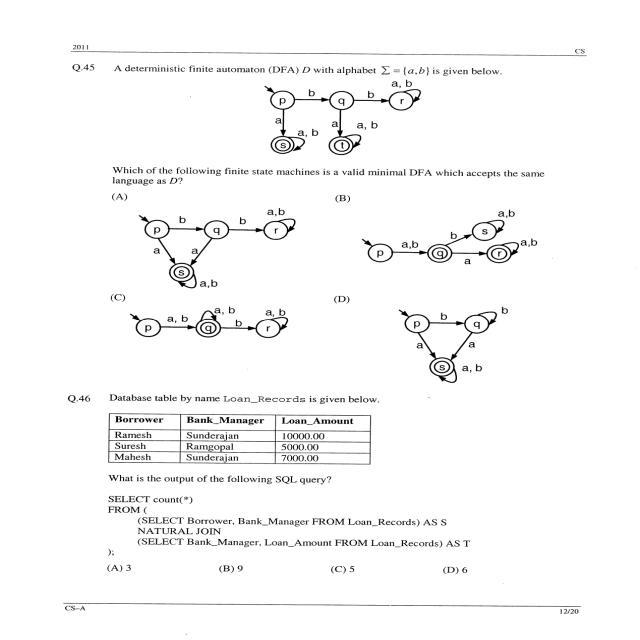 2011 CS
Q.45 A deterministic finite automaton (DFA) D with alphabet Σ = {a,b} is given below.
a, b
p b q b r
a a
a, b a, b
s t
Which of the following finite state machines is a valid minimal DFA which accepts the same
language as D?
(A) (B)
a,b
p b q b r
a a
s
a,b
a,b
s
b
p a,b q a r a,b
(C) (D)
a, b a, b
p a, b q b r
b
p b q
a a
s a, b
Q.46 Database table by name Loan_Records is given below.
Borrower Bank_Manager Loan_Amount
Ramesh Sunderajan 10000.00
Suresh Ramgopal 5000.00
Mahesh Sunderajan 7000.00
What is the output of the following SQL query?
SELECT count(*)
FROM (
(SELECT Borrower, Bank_Manager FROM Loan_Records) AS S
NATURAL JOIN
(SELECT Bank_Manager, Loan_Amount FROM Loan_Records) AS T
);
(A) 3 (B) 9 (C) 5 (D) 6
CS–A 12/20